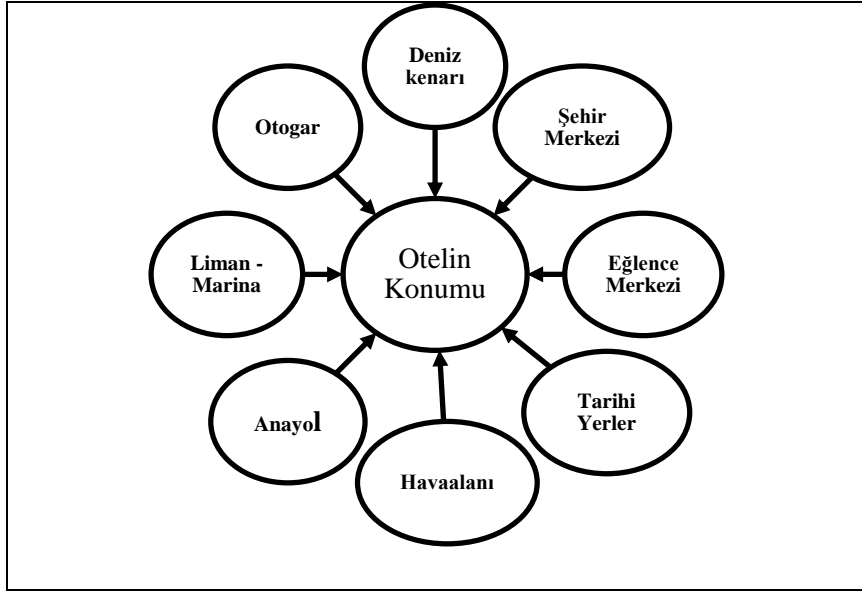 Deniz
kenarı
Şehir
Merkezi
Otogar
Otelin
Konumu
Liman -
Marina
Eğlence
Merkezi
Tarihi
Yerler
Anayol
Havaalanı